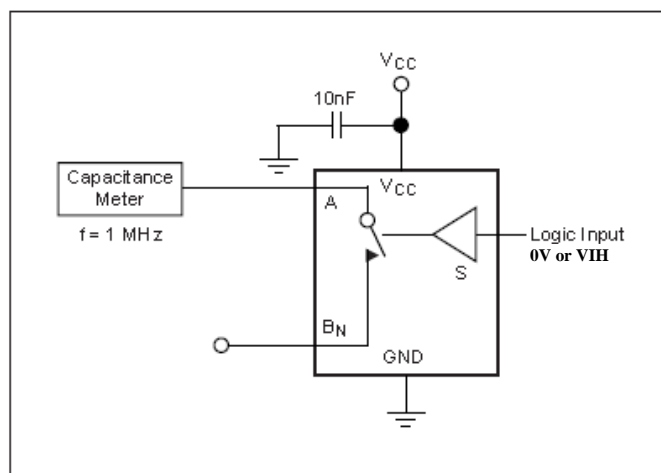 VCC
10nF
VCC
Capacitance
Meter
f = 1 MHz
A
Logic Input
0V or VIH
S
BN
GND